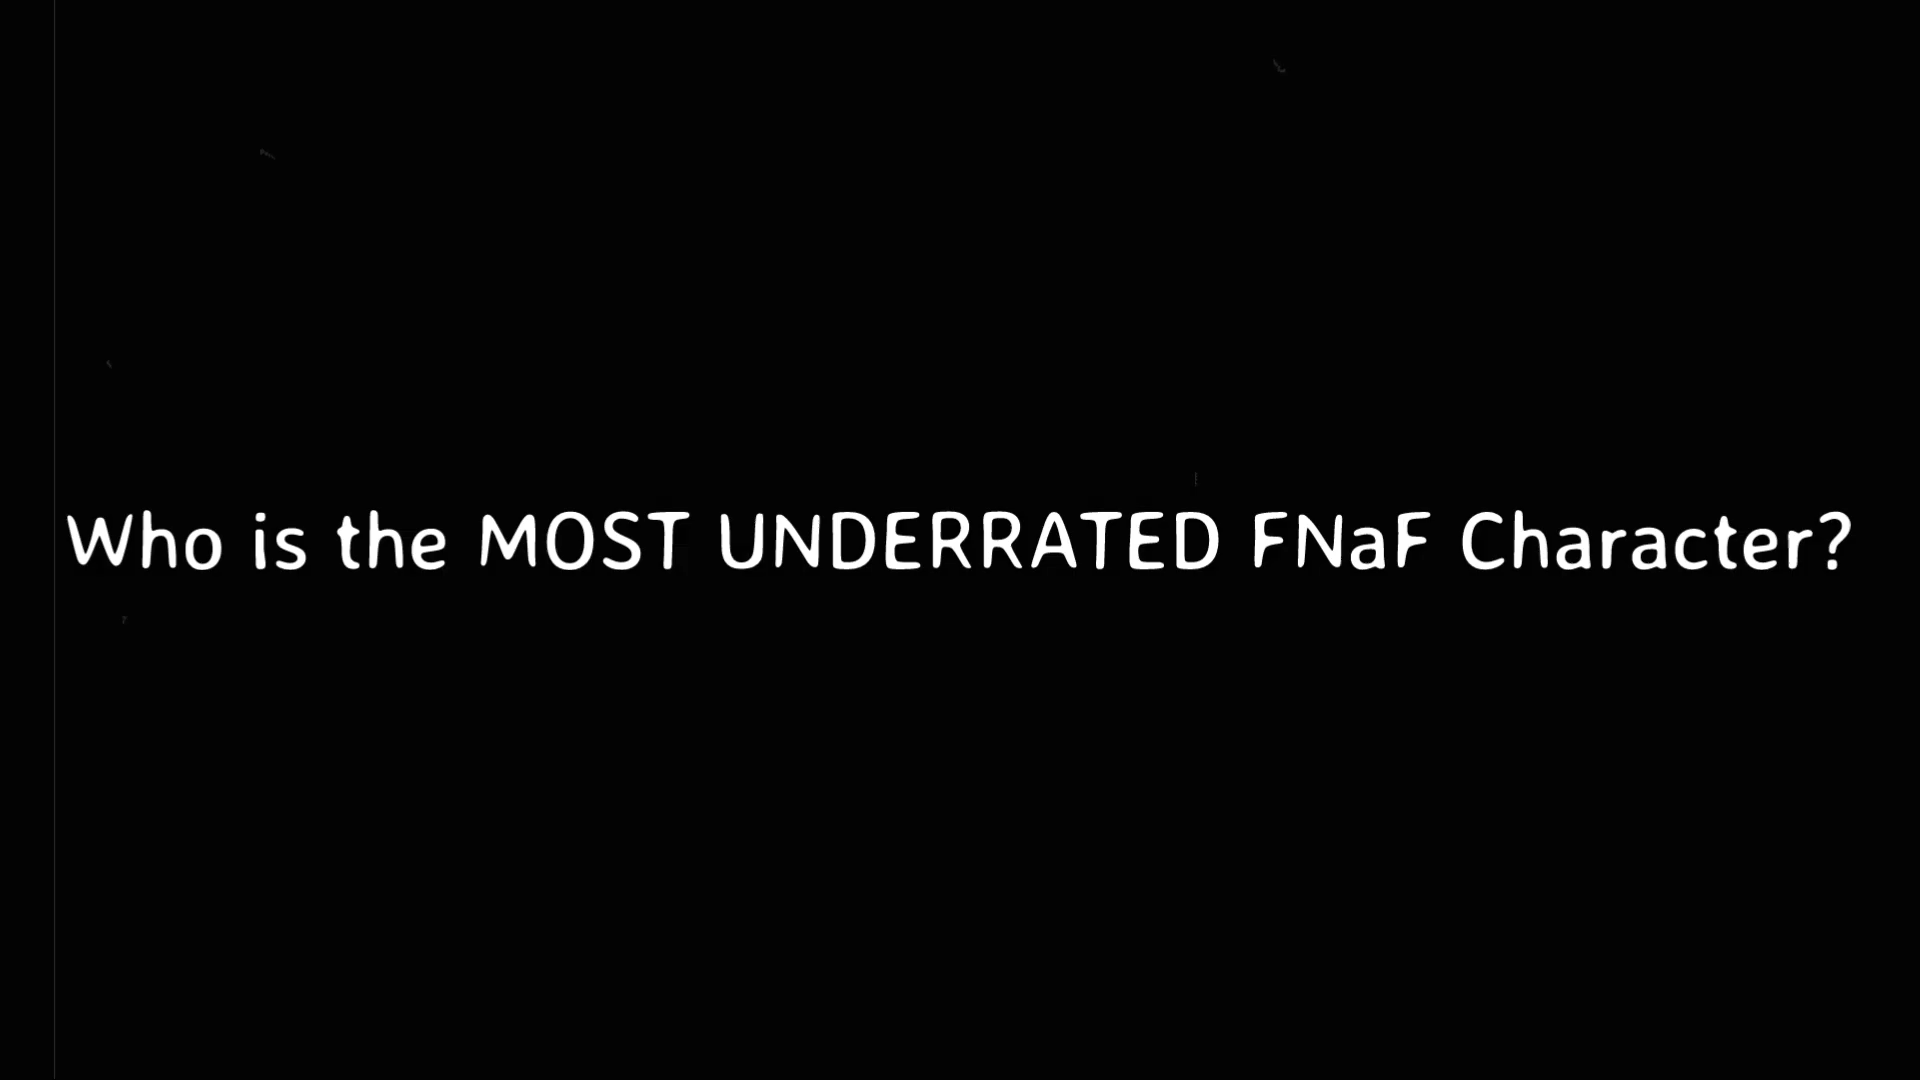 Who is the MOST UNDERRATED FNaF Character?